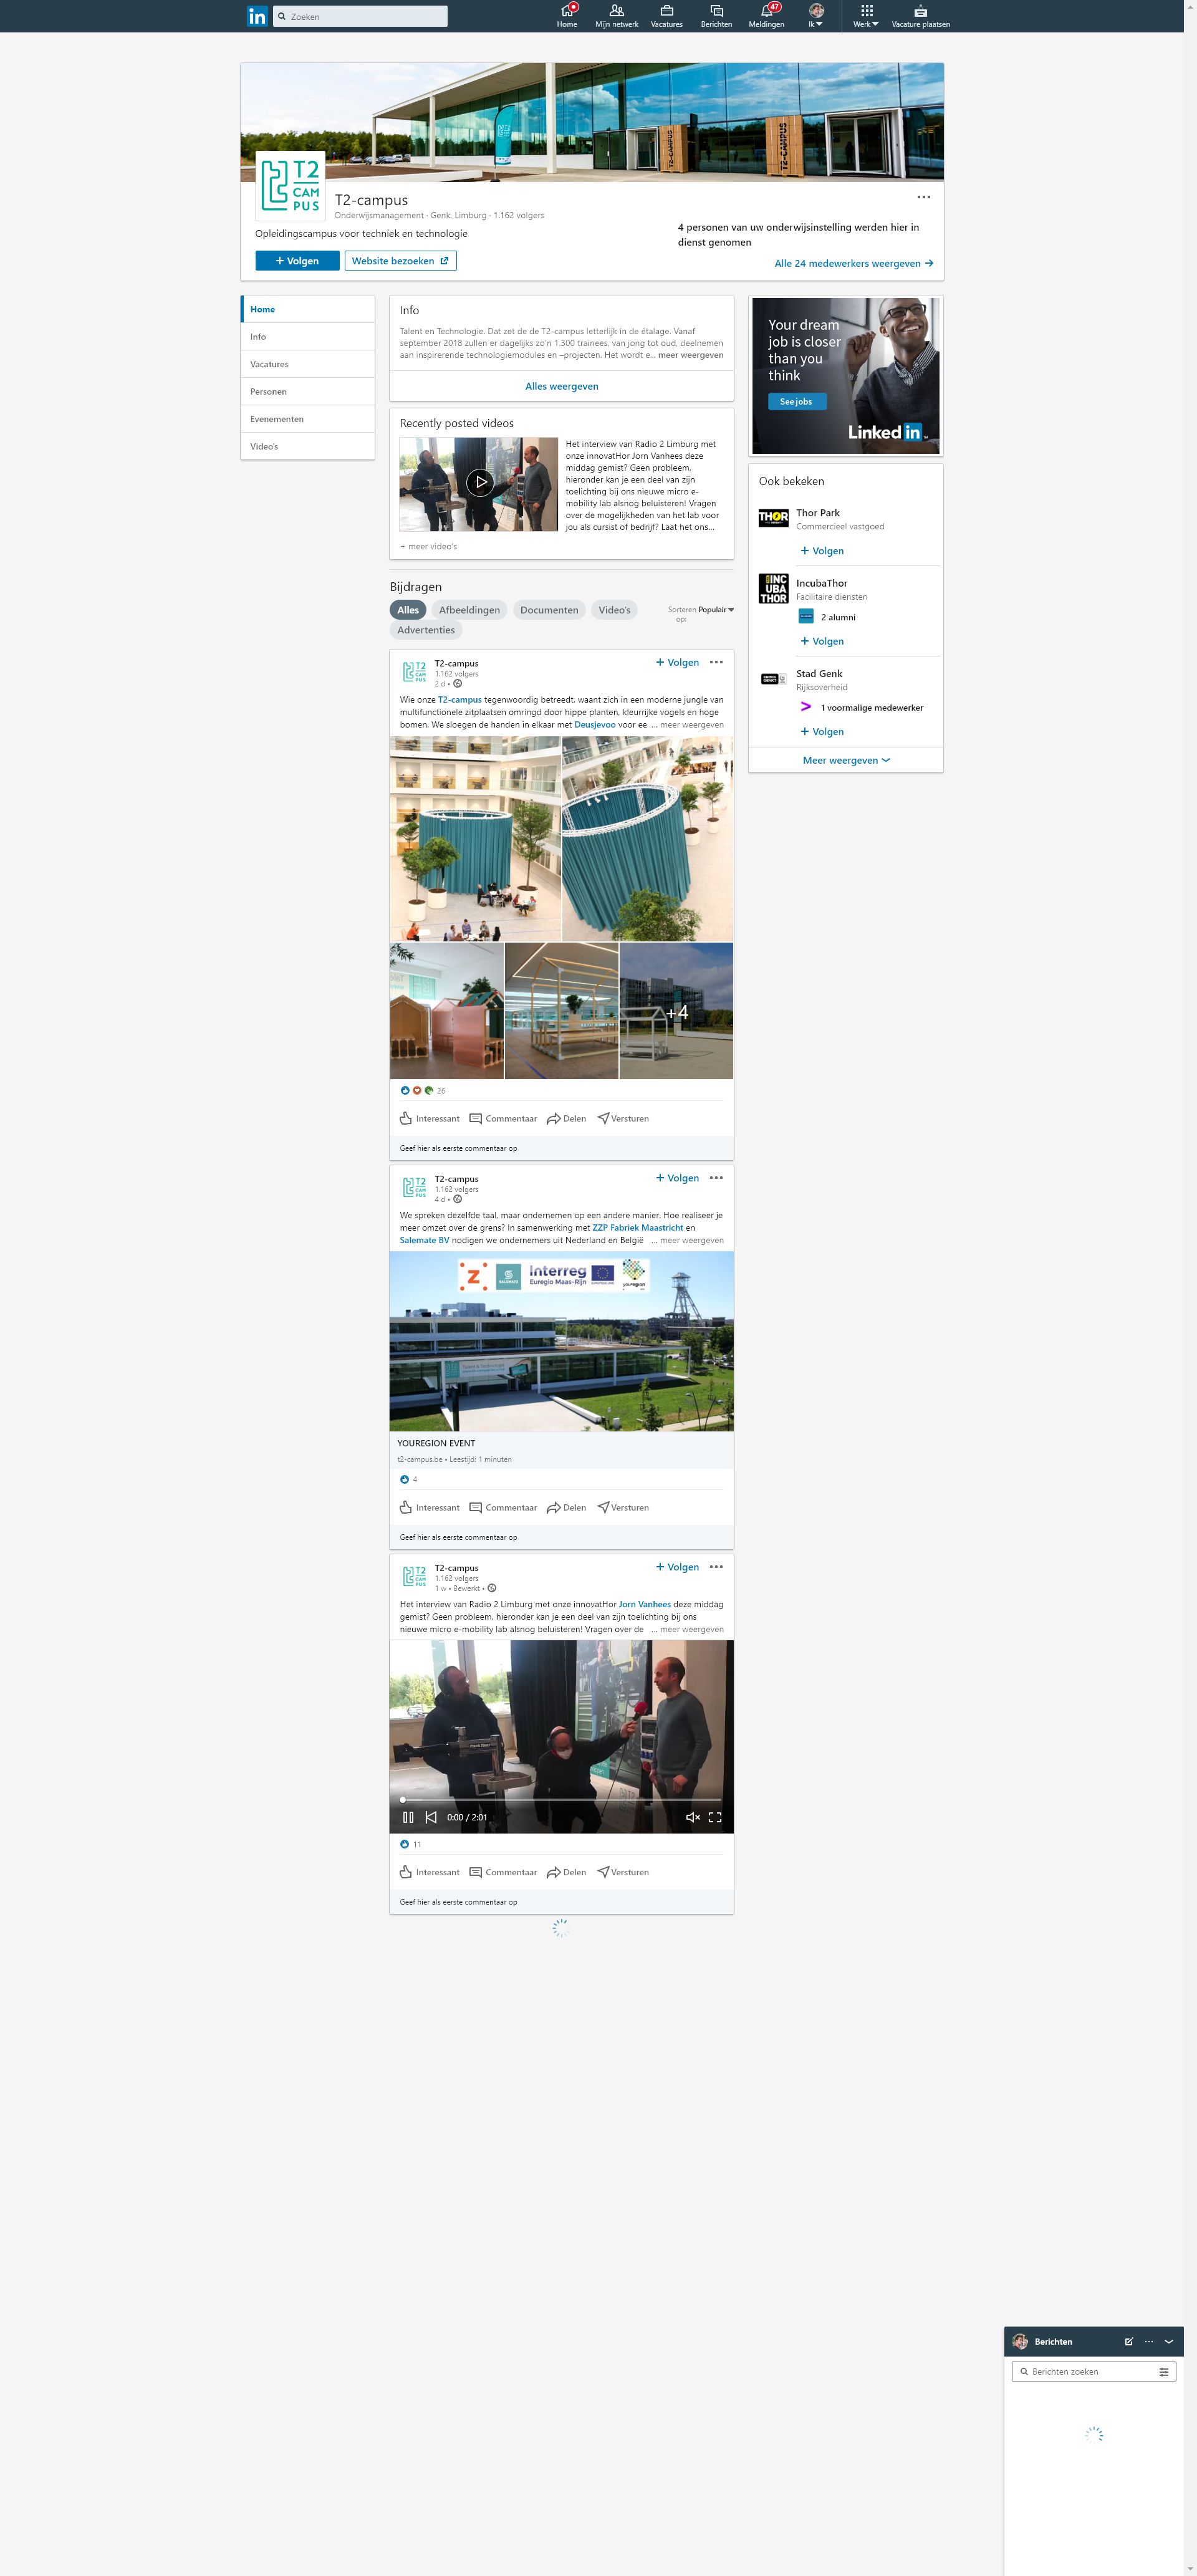 in
Zoeken
Home
Mijn netwerk
Vacatures
Berichten
47
Meldingen
Ik
Werk
Vacature plaatsen
T2-CAMPUS
T2-CAMPUS
T2
CAM
PUS
T2-campus
Onderwijsmanagement · Genk, Limburg · 1.162 volgers
Opleidingscampus voor techniek en technologie
4 personen van uw onderwijsinstelling werden hier in
dienst genomen
+ Volgen
Website bezoeken
Alle 24 medewerkers weergeven →
Home
Info
Vacatures
Personen
Evenementen
Video's
Info
Talent en Technologie. Dat zet de de T2-campus letterlijk in de étalage. Vanaf
september 2018 zullen er dagelijks zo'n 1.300 trainees, van jong tot oud, deelnemen
aan inspirerende technologiemodules en –projecten. Het wordt e... meer weergeven
Alles weergeven
Recently posted videos
Het interview van Radio 2 Limburg met
onze innovatHor Jorn Vanhees deze
middag gemist? Geen probleem,
hieronder kan je een deel van zijn
toelichting bij ons nieuwe micro e-
mobility lab alsnog beluisteren! Vragen
over de mogelijkheden van het lab voor
jou als cursist of bedrijf? Laat het ons...
+ meer video's
Bijdragen
Alles
Afbeeldingen
Documenten
Video's
Advertenties
Sorteren
op:
Populair
T2
CAM
PUS
T2-campus
1.162 volgers
2 d •
+ Volgen
Wie onze T2-campus tegenwoordig betreedt, waant zich in een moderne jungle van
multifunctionele zitplaatsen omringd door hippe planten, kleurrijke vogels en hoge
bomen. We sloegen de handen in elkaar met Deusjevoo voor ee ... meer weergeven
+4
26
Interessant
Commentaar
Delen
Versturen
Geef hier als eerste commentaar op
T2
CAM
PUS
T2-campus
1.162 volgers
4 d •
+ Volgen
We spreken dezelfde taal, maar ondernemen op een andere manier. Hoe realiseer je
meer omzet over de grens? In samenwerking met ZZP Fabriek Maastricht en
Salemate BV nodigen we ondernemers uit Nederland en België ... meer weergeven
Z
SALEMATE
Interreg
Euregio Maas-Rijn
youregion
YOUREGION EVENT
t2-campus.be • Leestijd: 1 minuten
4
Interessant
Commentaar
Delen
Versturen
Geef hier als eerste commentaar op
T2
CAM
PUS
T2-campus
1.162 volgers
1 w • Bewerkt •
+ Volgen
Het interview van Radio 2 Limburg met onze innovatHor Jorn Vanhees deze middag
gemist? Geen probleem, hieronder kan je een deel van zijn toelichting bij ons
nieuwe micro e-mobility lab alsnog beluisteren! Vragen over de ... meer weergeven
0:00 / 2:01
11
Interessant
Commentaar
Delen
Versturen
Geef hier als eerste commentaar op
Your dream
job is closer
than you
think
See jobs
Linked in
Ook bekeken
THOR
Thor Park
Commercieel vastgoed
+ Volgen
INC
UBA
THOR
IncubaThor
Facilitaire diensten
2 alumni
+ Volgen
Stad Genk
Rijksoverheid
1 voormalige medewerker
+ Volgen
Meer weergeven
Berichten
Berichten zoeken